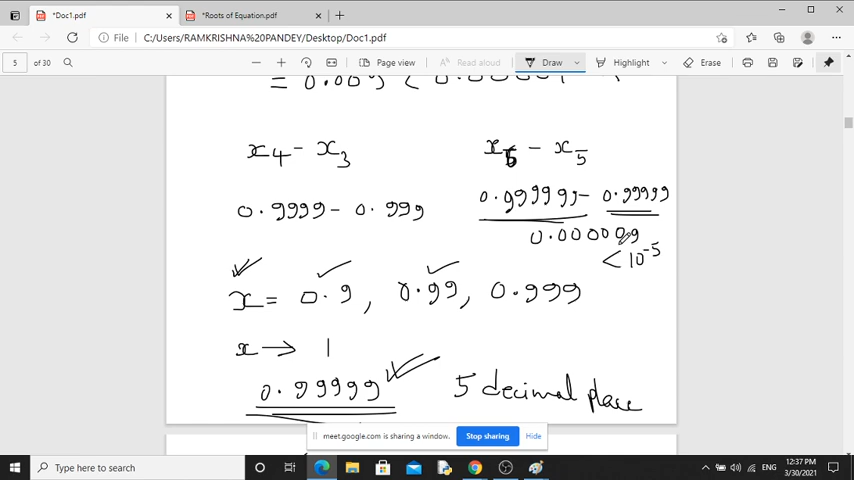 *Doc1.pdf
*Roots of Equation.pdf
File C:/Users/RAMKRISHNA%20PANDEY/Desktop/Doc1.pdf
5 of 30 Page view Read aloud Draw Highlight Erase
x4 - x3
x6 - x5
0.9999 - 0.999
0.999999 - 0.99999
0.000009
< 10^-5
x = 0.9, 0.99, 0.999
x → 1
0.99999
5 decimal place
meet.google.com is sharing a window. Stop sharing Hide
Type here to search
ENG
12:37 PM
3/30/2021